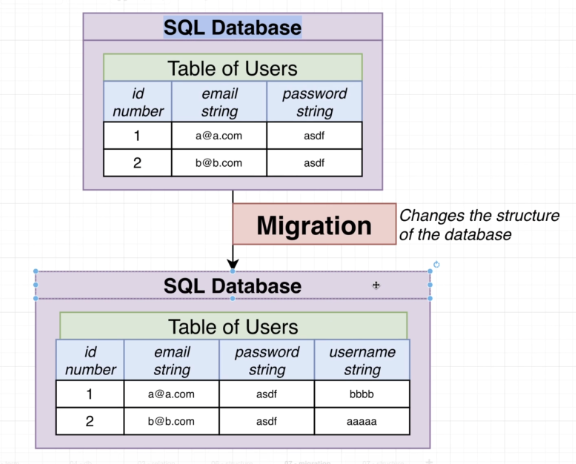 SQL Database
Table of Users
id number email string password string
1 a@a.com asdf
2 b@b.com asdf
Migration
Changes the structure
of the database
SQL Database
Table of Users
id number email string password string username string
1 a@a.com asdf bbbb
2 b@b.com asdf aaaaa